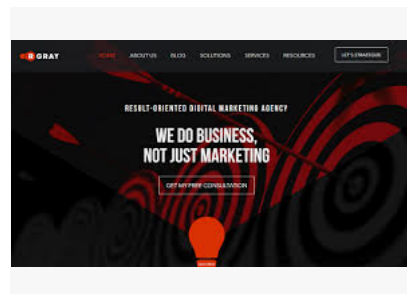 GRAY
HOME ABOUT US BLOG SOLUTIONS SERVICES RESOURCES LET'S STRATEGIZE
RESULT-ORIENTED DIGITAL MARKETING AGENCY
WE DO BUSINESS,
NOT JUST MARKETING
GET MY FREE CONSULTATION